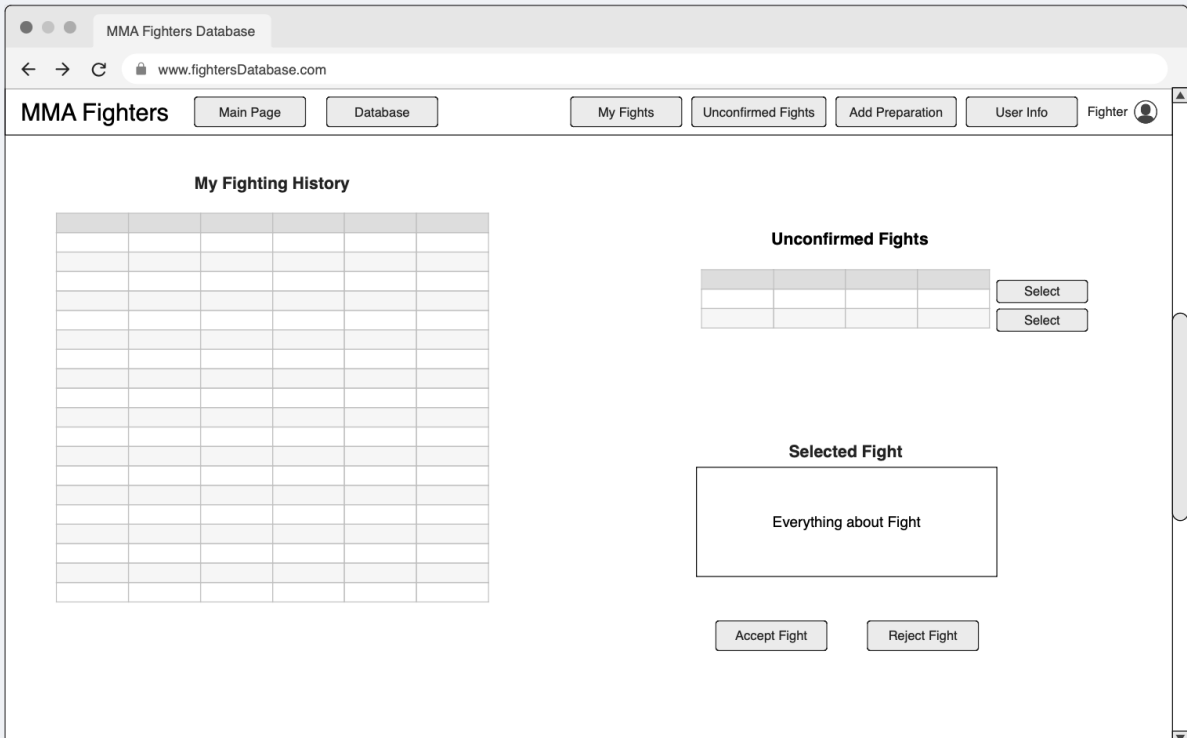 MMA Fighters Database
www.fightersDatabase.com
MMA Fighters Main Page Database My Fights Unconfirmed Fights Add Preparation User Info Fighter
My Fighting History
Unconfirmed Fights
Select
Select
Selected Fight
Everything about Fight
Accept Fight Reject Fight